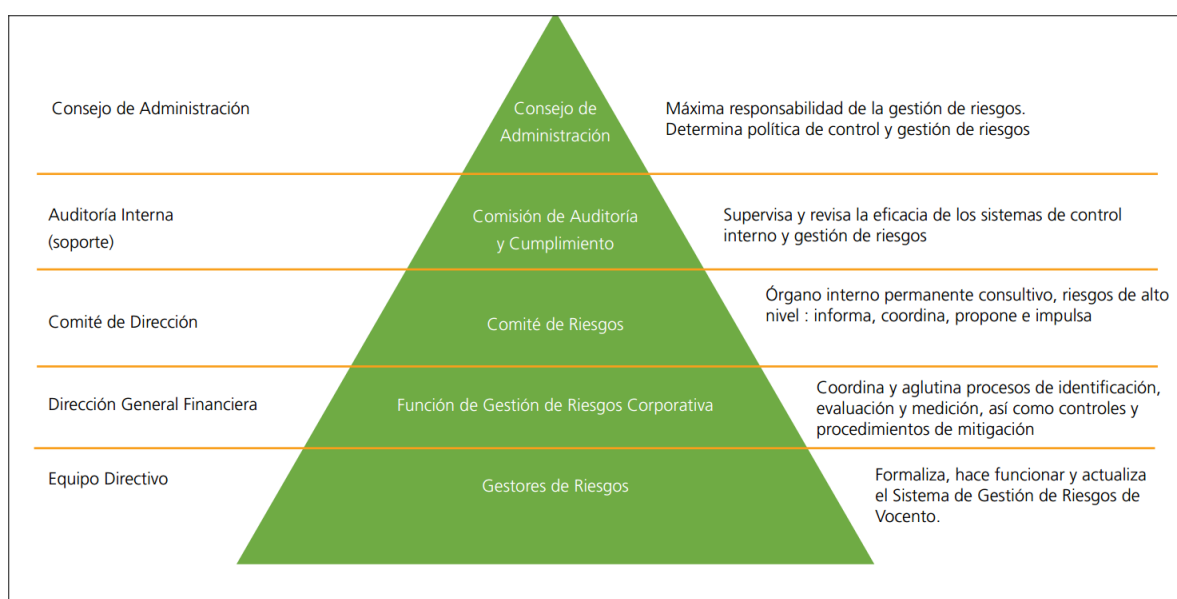 Consejo de Administración
Consejo de
Administración
Máxima responsabilidad de la gestión de riesgos.
Determina política de control y gestión de riesgos
Auditoría Interna
(soporte)
Comisión de Auditoría
y Cumplimiento
Supervisa y revisa la eficacia de los sistemas de control
interno y gestión de riesgos
Comité de Dirección
Comité de Riesgos
Órgano interno permanente consultivo, riesgos de alto
nivel : informa, coordina, propone e impulsa
Dirección General Financiera
Función de Gestión de Riesgos Corporativa
Coordina y aglutina procesos de identificación,
evaluación y medición, así como controles y
procedimientos de mitigación
Equipo Directivo
Gestores de Riesgos
Formaliza, hace funcionar y actualiza
el Sistema de Gestión de Riesgos de
Vocento.